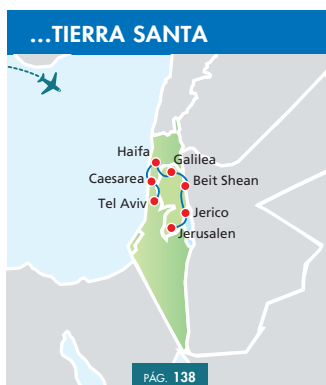 ...TIERRA SANTA
Haifa
Galilea
Caesarea
Beit Shean
Tel Aviv
Jerico
Jerusalen
PÁG. 138